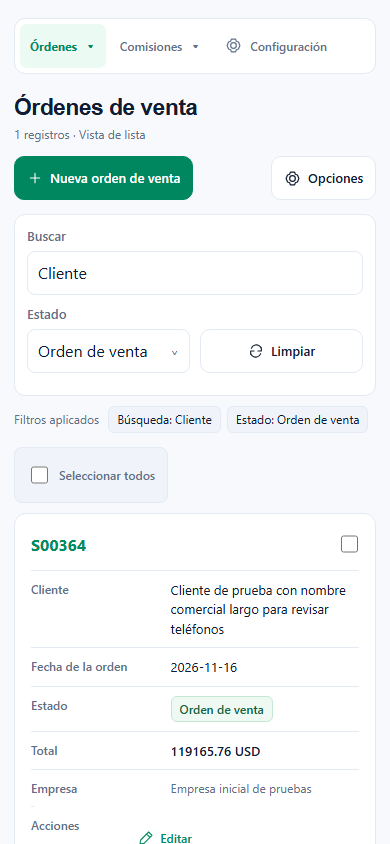 Órdenes
Comisiones
Configuración
Órdenes de venta
1 registros · Vista de lista
Nueva orden de venta
Opciones
Buscar
Cliente
Estado
Orden de venta
Limpiar
Filtros aplicados
Búsqueda: Cliente
Estado: Orden de venta
Seleccionar todos
S00364
Cliente
Cliente de prueba con nombre
comercial largo para revisar
teléfonos
Fecha de la orden
2026-11-16
Estado
Orden de venta
Total
119165.76 USD
Empresa
Empresa inicial de pruebas
Acciones
Editar